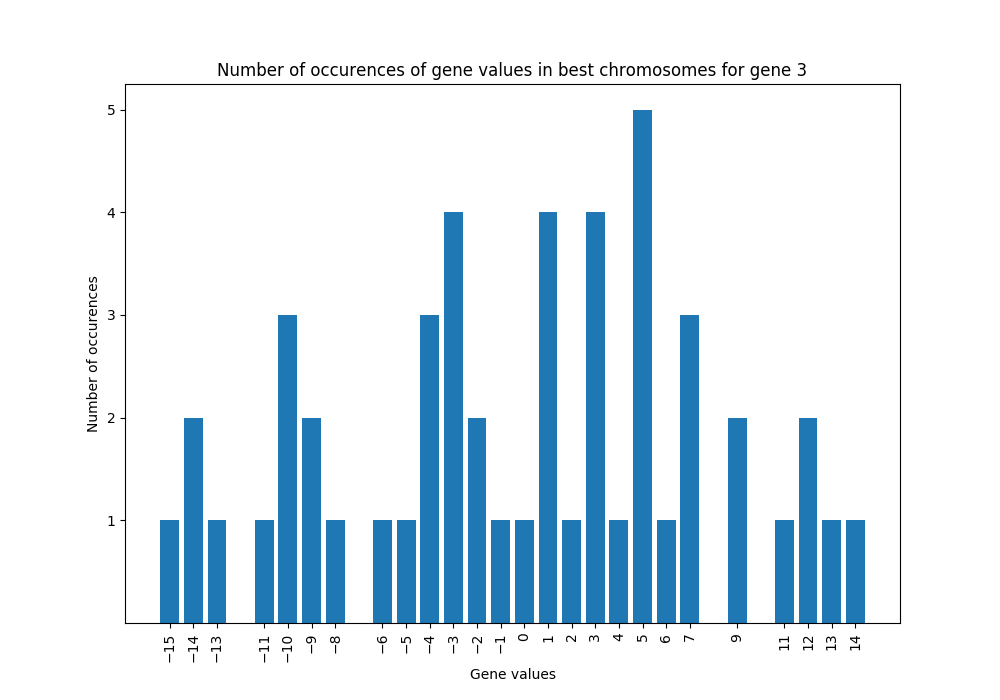 Number of occurences of gene values in best chromosomes for gene 3
Number of occurences
5
4
3
2
1
−15 −14 −13 −11 −10 −9 −8 −6 −5 −4 −3 −2 −1 0 1 2 3 4 5 6 7 9 11 12 13 14
Gene values